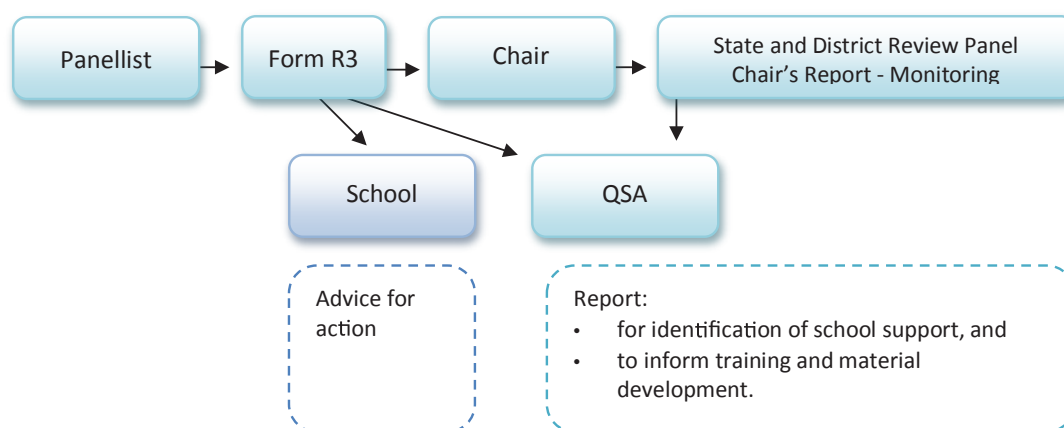 Panellist
Form R3
Chair
State and District Review Panel
Chair's Report - Monitoring
School
QSA
Advice for
action
Report:
• for identification of school support, and
• to inform training and material
development.